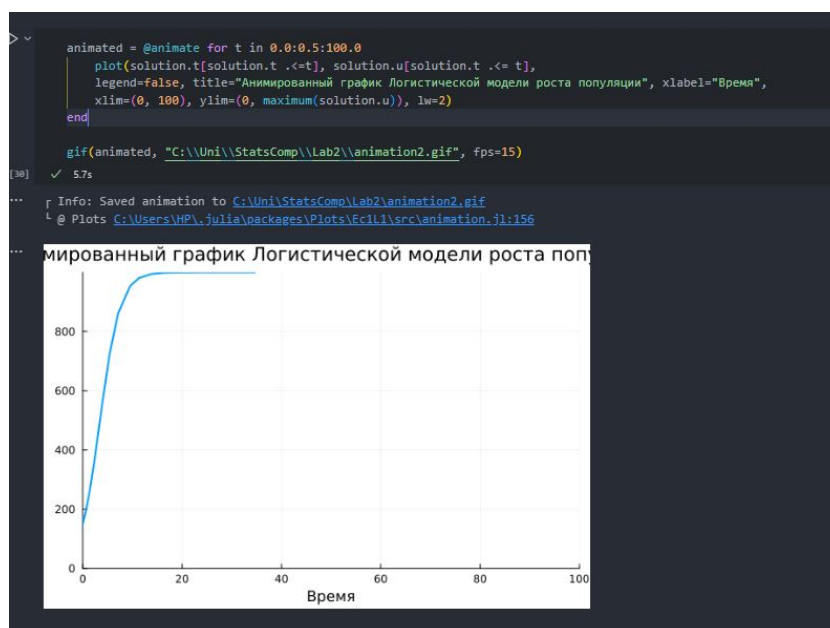 animated = @animate for t in 0.0:0.5:100.0
plot(solution.t[solution.t .<=t], solution.u[solution.t .<= t],
legend=false, title="Анимированный график Логистической модели роста популяции", xlabel="Время",
xlim=(0, 100), ylim=(0, maximum(solution.u)), lw=2)
end
gif(animated, "C:\\Uni\\StatsComp\\Lab2\\animation2.gif", fps=15)
[30] ✓ 5.7s
... ┌ Info: Saved animation to C:\Uni\StatsComp\Lab2\animation2.gif
└ @ Plots C:\Users\HP\.julia\packages\Plots\Ec1L1\src\animation.jl:156
...
мированный график Логистической модели роста поп
800
600
400
200
0
0 20 40 60 80 100
Время